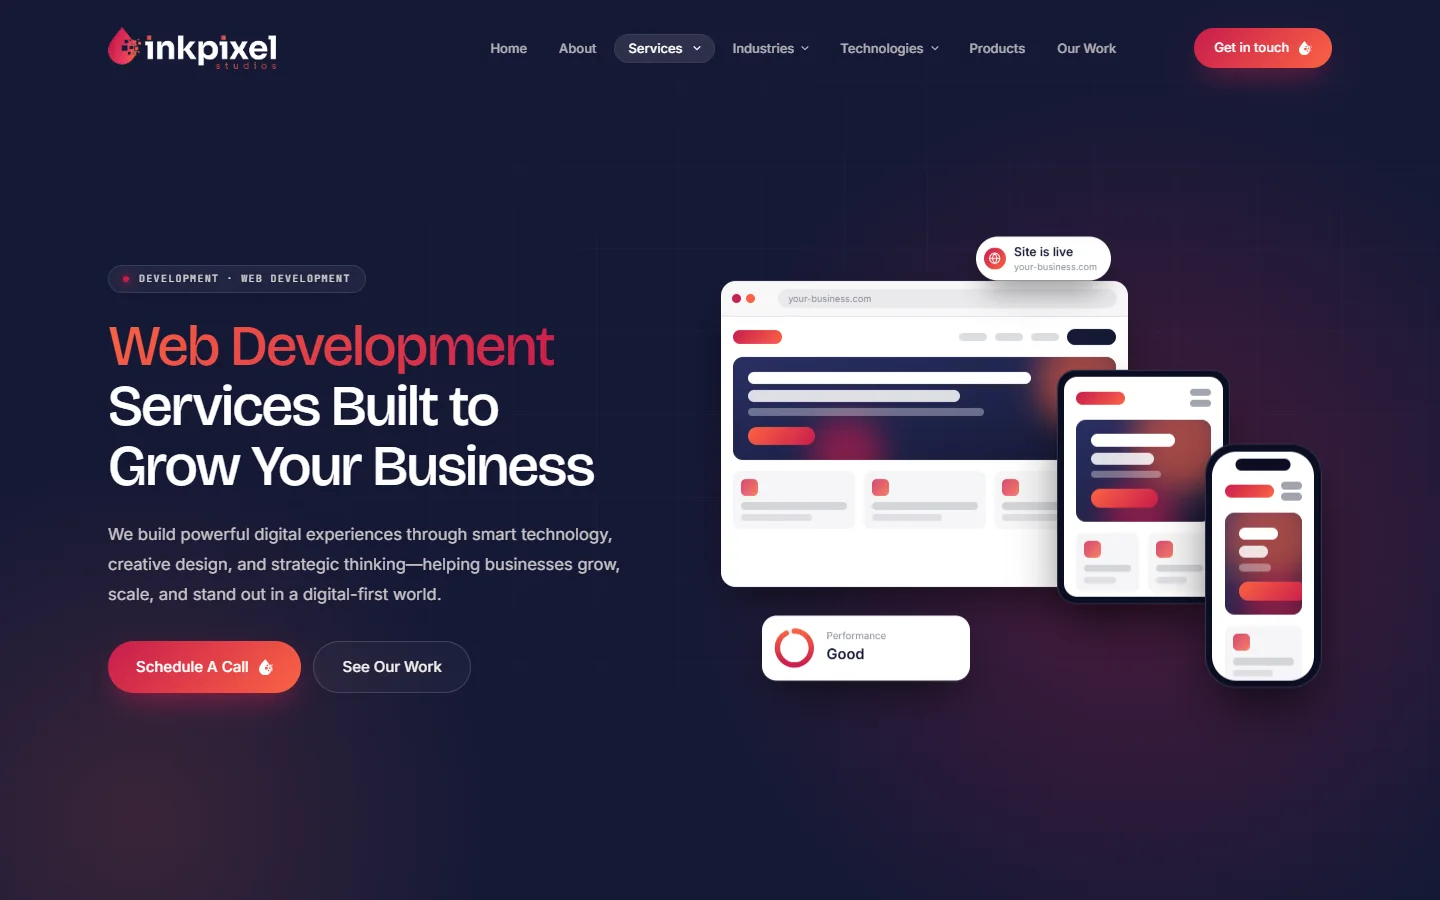 inkpixel
studios
Home
About
Services
Industries
Technologies
Products
Our Work
Get in touch
DEVELOPMENT · WEB DEVELOPMENT
Web Development
Services Built to
Grow Your Business
We build powerful digital experiences through smart technology,
creative design, and strategic thinking—helping businesses grow,
scale, and stand out in a digital-first world.
Schedule A Call
See Our Work
Site is live
your-business.com
your-business.com
Performance
Good